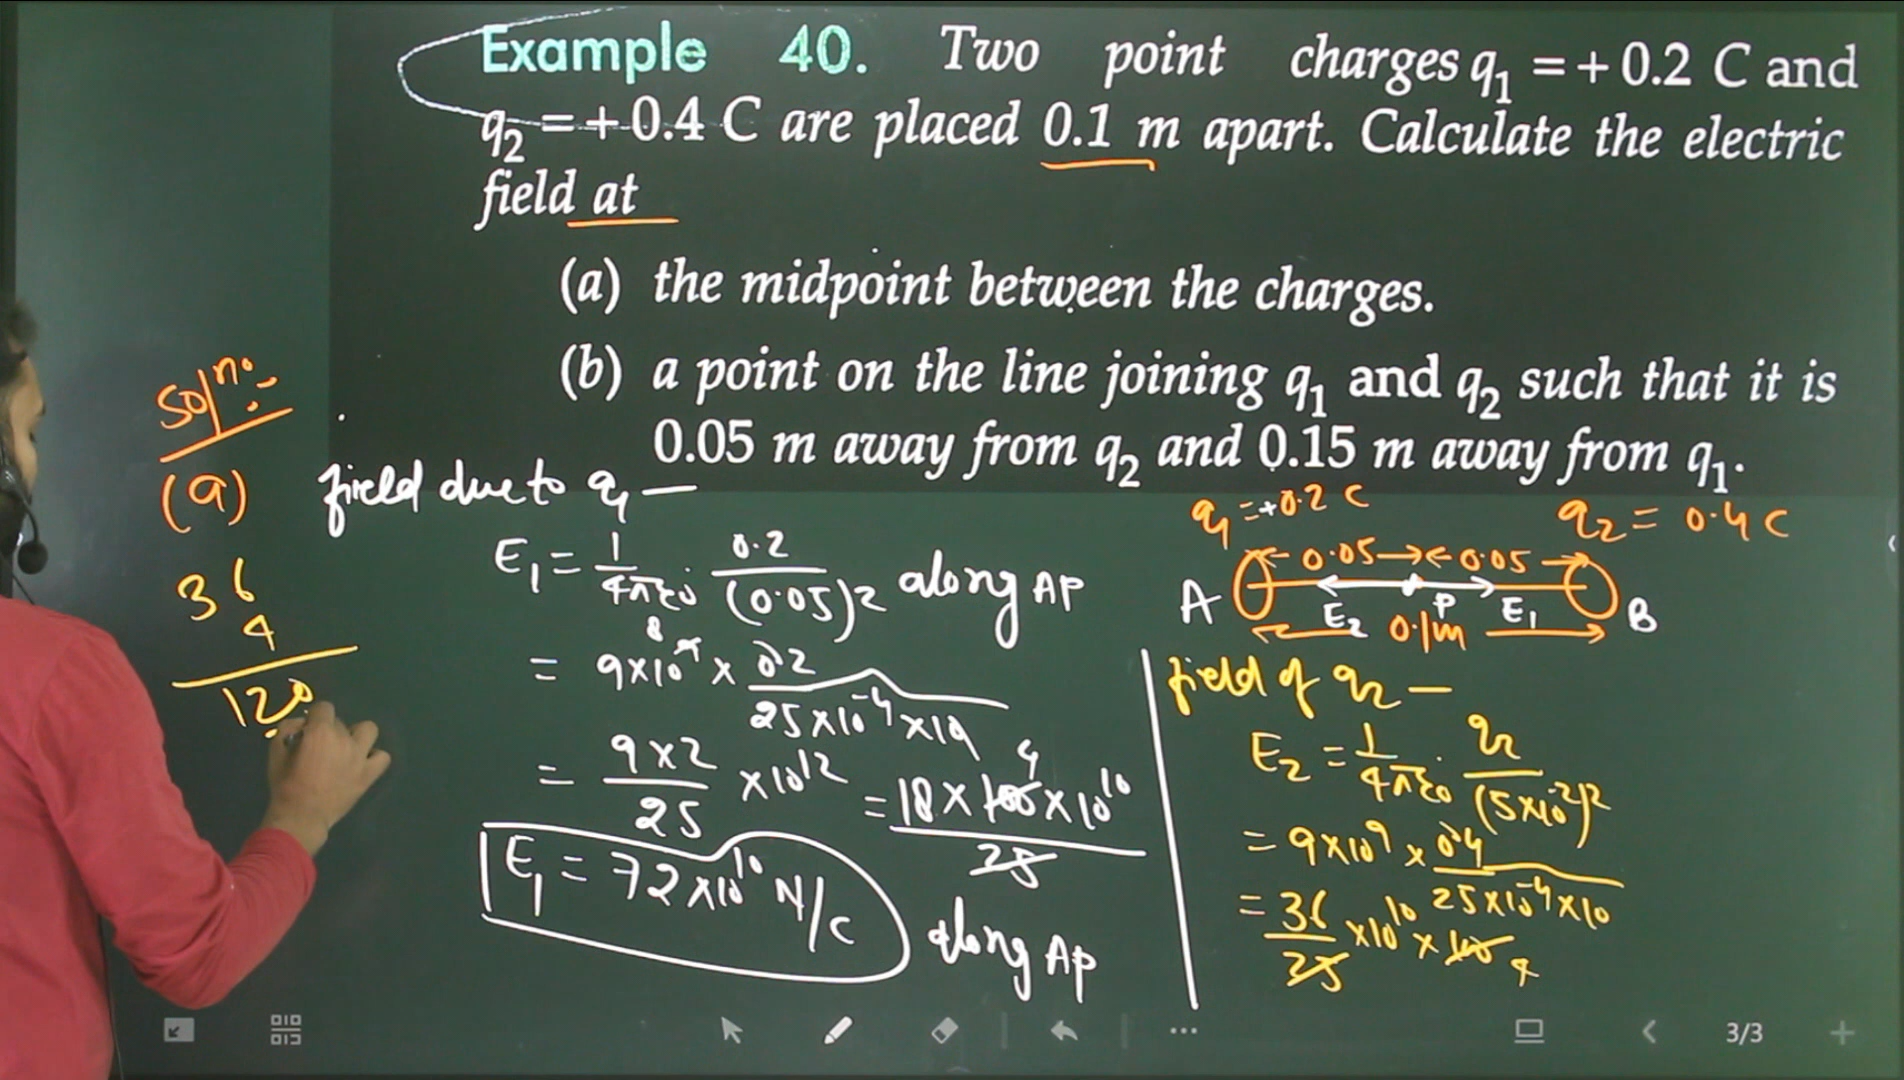 Example 40. Two point charges q₁ = + 0.2 C and
q₂ = + 0.4 C are placed 0.1 m apart. Calculate the electric
field at
(a) the midpoint between the charges.
(b) a point on the line joining q₁ and q₂ such that it is
0.05 m away from q₂ and 0.15 m away from q₁.
Solⁿ:-
(a) field due to q₁ —
E₁ = 1/4πε₀ · 0.2/(0.05)² along AP
= 9×10⁹ 8 × 02/25×10⁻⁴×10
= 9×2/25 ×10¹² = 18×100×10¹⁰/25 4
E₁ = 72×10¹⁰ N/C along AP
36
4
120
q₁ = +0.2 C q₂ = 0.4 C
0.05 0.05
A E₂ P E₁ B
0.1m
field of q₂ —
E₂ = 1/4πε₀ · q₂/(5×10⁻²)²
= 9×10⁹ × 04/25×10⁻⁴×10
= 36/25 ×10¹⁰ × 100 4
3/3